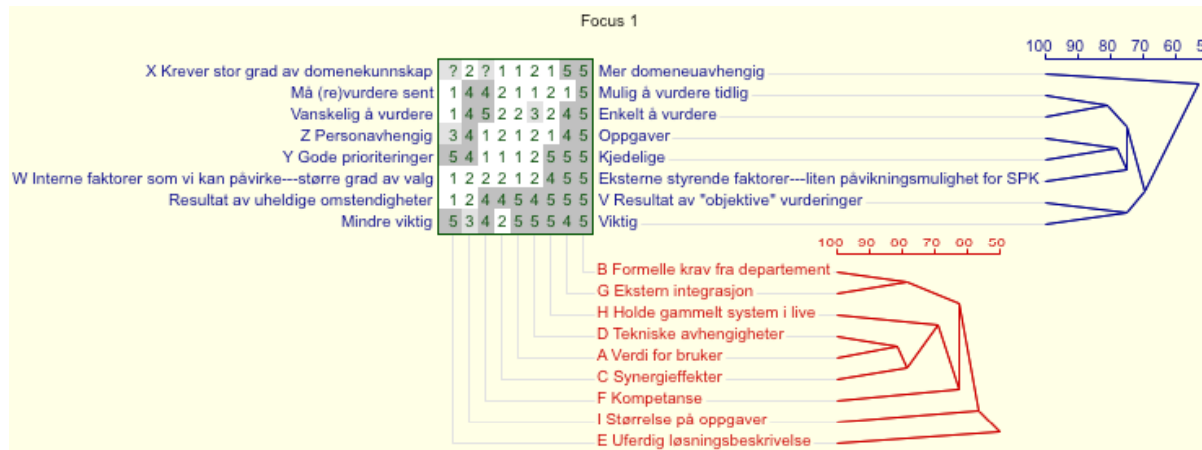 Focus 1
100 90 80 70 60 5
X Krever stor grad av domenekunnskap ? 2 ? 1 1 2 1 5 5 Mer domeneuavhengig
Må (re)vurdere sent 1 4 4 2 1 1 2 1 5 Mulig å vurdere tidlig
Vanskelig å vurdere 1 4 5 2 2 3 2 4 5 Enkelt å vurdere
Z Personavhengig 3 4 1 2 1 2 1 4 5 Oppgaver
Y Gode prioriteringer 5 4 1 1 1 2 5 5 5 Kjedelige
W Interne faktorer som vi kan påvirke---større grad av valg 1 2 2 2 1 2 4 5 5 Eksterne styrende faktorer---liten påvikningsmulighet for SPK
Resultat av uheldige omstendigheter 1 2 4 4 5 4 5 5 5 V Resultat av "objektive" vurderinger
Mindre viktig 5 3 4 2 5 5 5 4 5 Viktig
100 90 80 70 60 50
B Formelle krav fra departement
G Ekstern integrasjon
H Holde gammelt system i live
D Tekniske avhengigheter
A Verdi for bruker
C Synergieffekter
F Kompetanse
I Størrelse på oppgaver
E Uferdig løsningsbeskrivelse